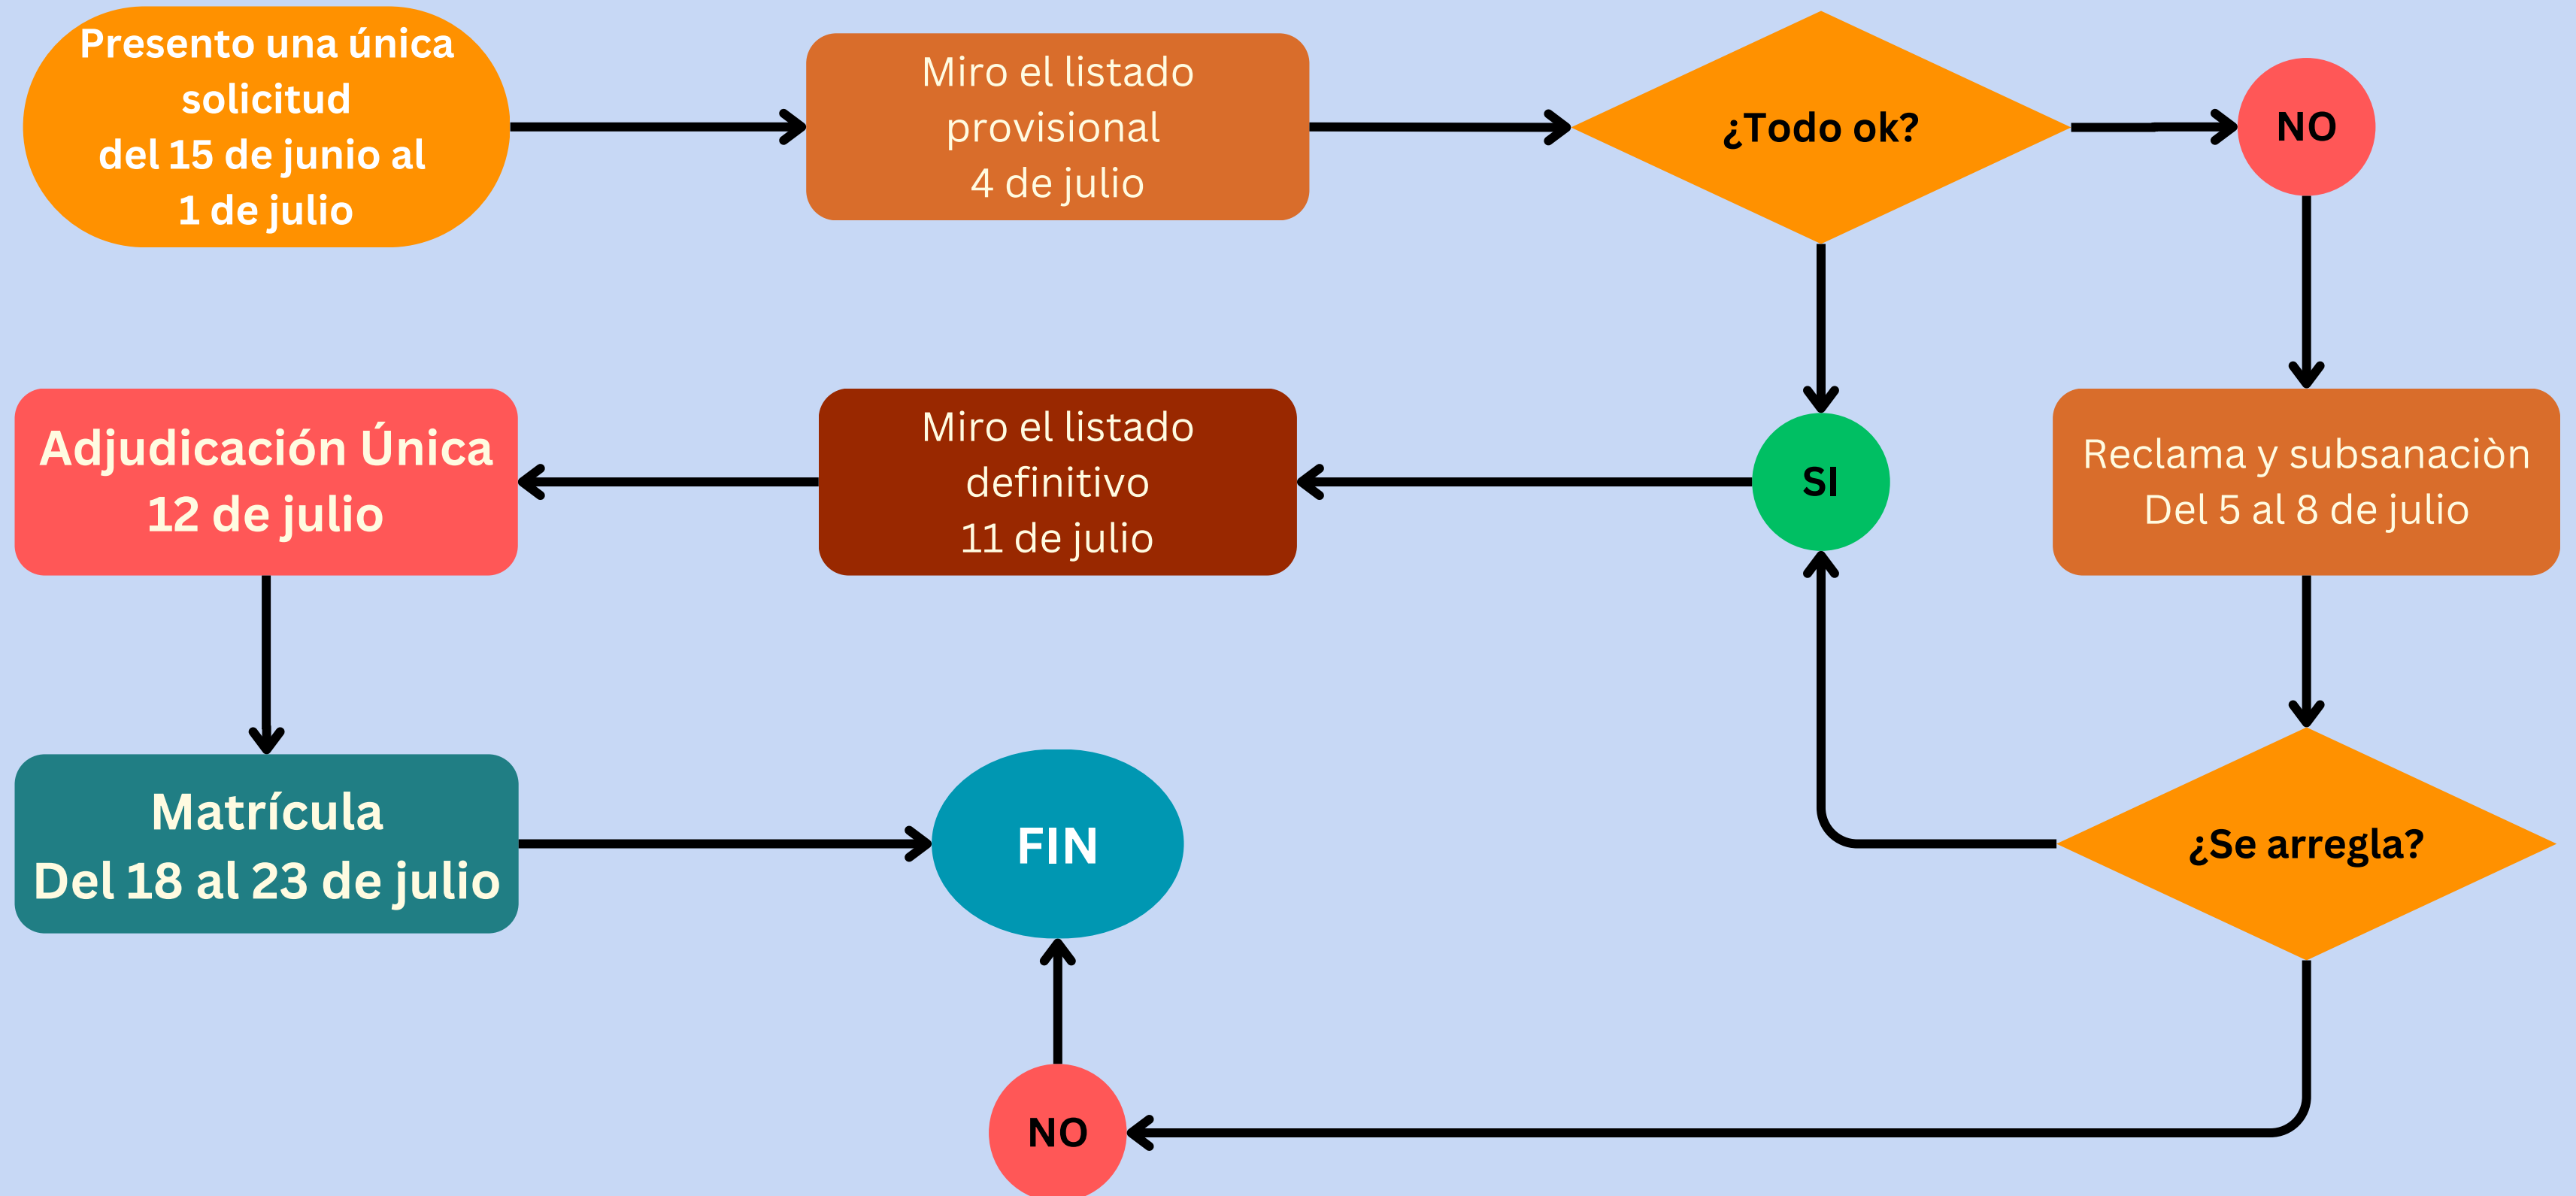 Presento una única
solicitud
del 15 de junio al
1 de julio
Miro el listado
provisional
4 de julio
¿Todo ok?
NO
Adjudicación Única
12 de julio
Miro el listado
definitivo
11 de julio
SI
Reclama y subsanaciòn
Del 5 al 8 de julio
Matrícula
Del 18 al 23 de julio
FIN
¿Se arregla?
NO